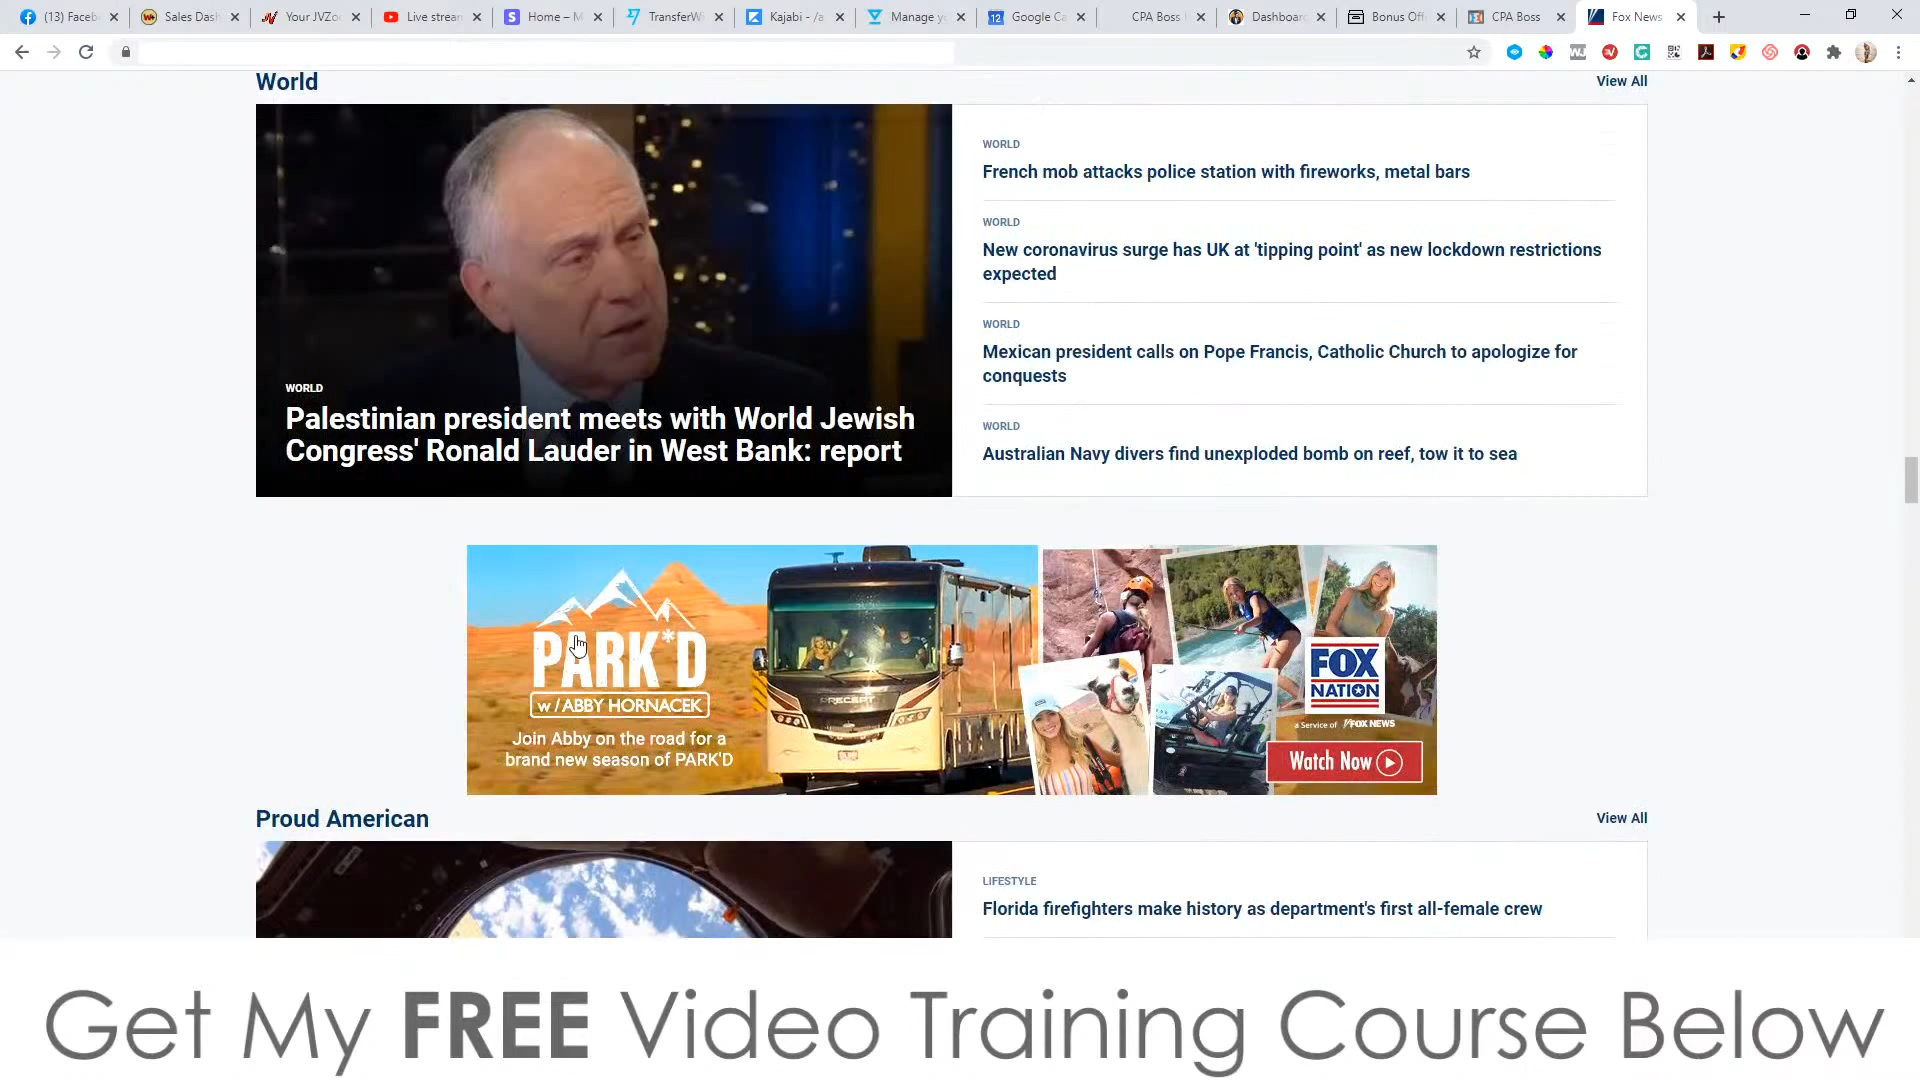 (13) Faceb
Sales Dash
Your JVZoo
Live stream
Home – M
TransferWi
Kajabi - /a
Manage yo
Google Ca
CPA Boss
Dashboard
Bonus Off
CPA Boss
Fox News
World
View All
WORLD
Palestinian president meets with World Jewish
Congress' Ronald Lauder in West Bank: report
WORLD
French mob attacks police station with fireworks, metal bars
WORLD
New coronavirus surge has UK at 'tipping point' as new lockdown restrictions
expected
WORLD
Mexican president calls on Pope Francis, Catholic Church to apologize for
conquests
WORLD
Australian Navy divers find unexploded bomb on reef, tow it to sea
PARK*D
w/ABBY HORNACEK
Join Abby on the road for a
brand new season of PARK'D
PRECEPT
FOX
NATION
a Service of FOX NEWS
Watch Now
Proud American
View All
LIFESTYLE
Florida firefighters make history as department's first all-female crew
Get My FREE Video Training Course Below